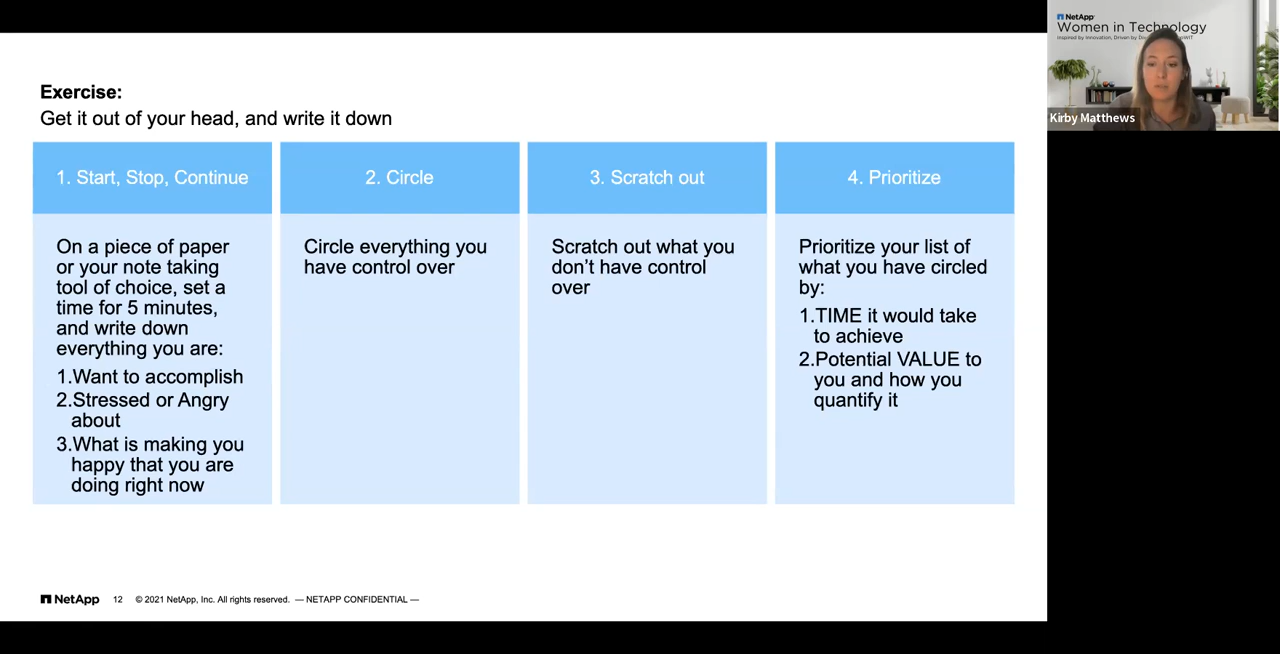 Exercise:
Get it out of your head, and write it down
1. Start, Stop, Continue
On a piece of paper
or your note taking
tool of choice, set a
time for 5 minutes,
and write down
everything you are:
1.Want to accomplish
2.Stressed or Angry
about
3.What is making you
happy that you are
doing right now
2. Circle
Circle everything you
have control over
3. Scratch out
Scratch out what you
don't have control
over
4. Prioritize
Prioritize your list of
what you have circled
by:
1.TIME it would take
to achieve
2.Potential VALUE to
you and how you
quantify it
NetApp 12 © 2021 NetApp, Inc. All rights reserved. — NETAPP CONFIDENTIAL —
NetApp
Women in Technology
Inspired by Innovation, Driven by
Kirby Matthews